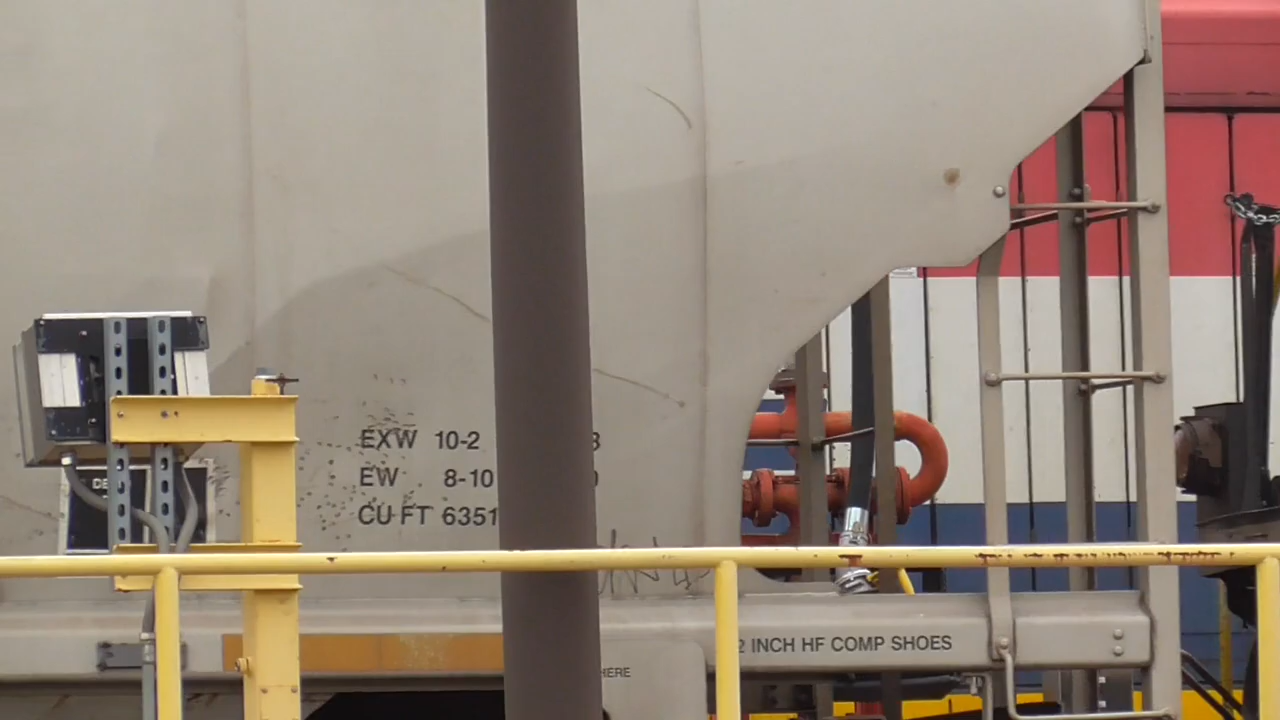 EXW 10-2
EW 8-10
CU FT 6351
2 INCH HF COMP SHOES
HERE